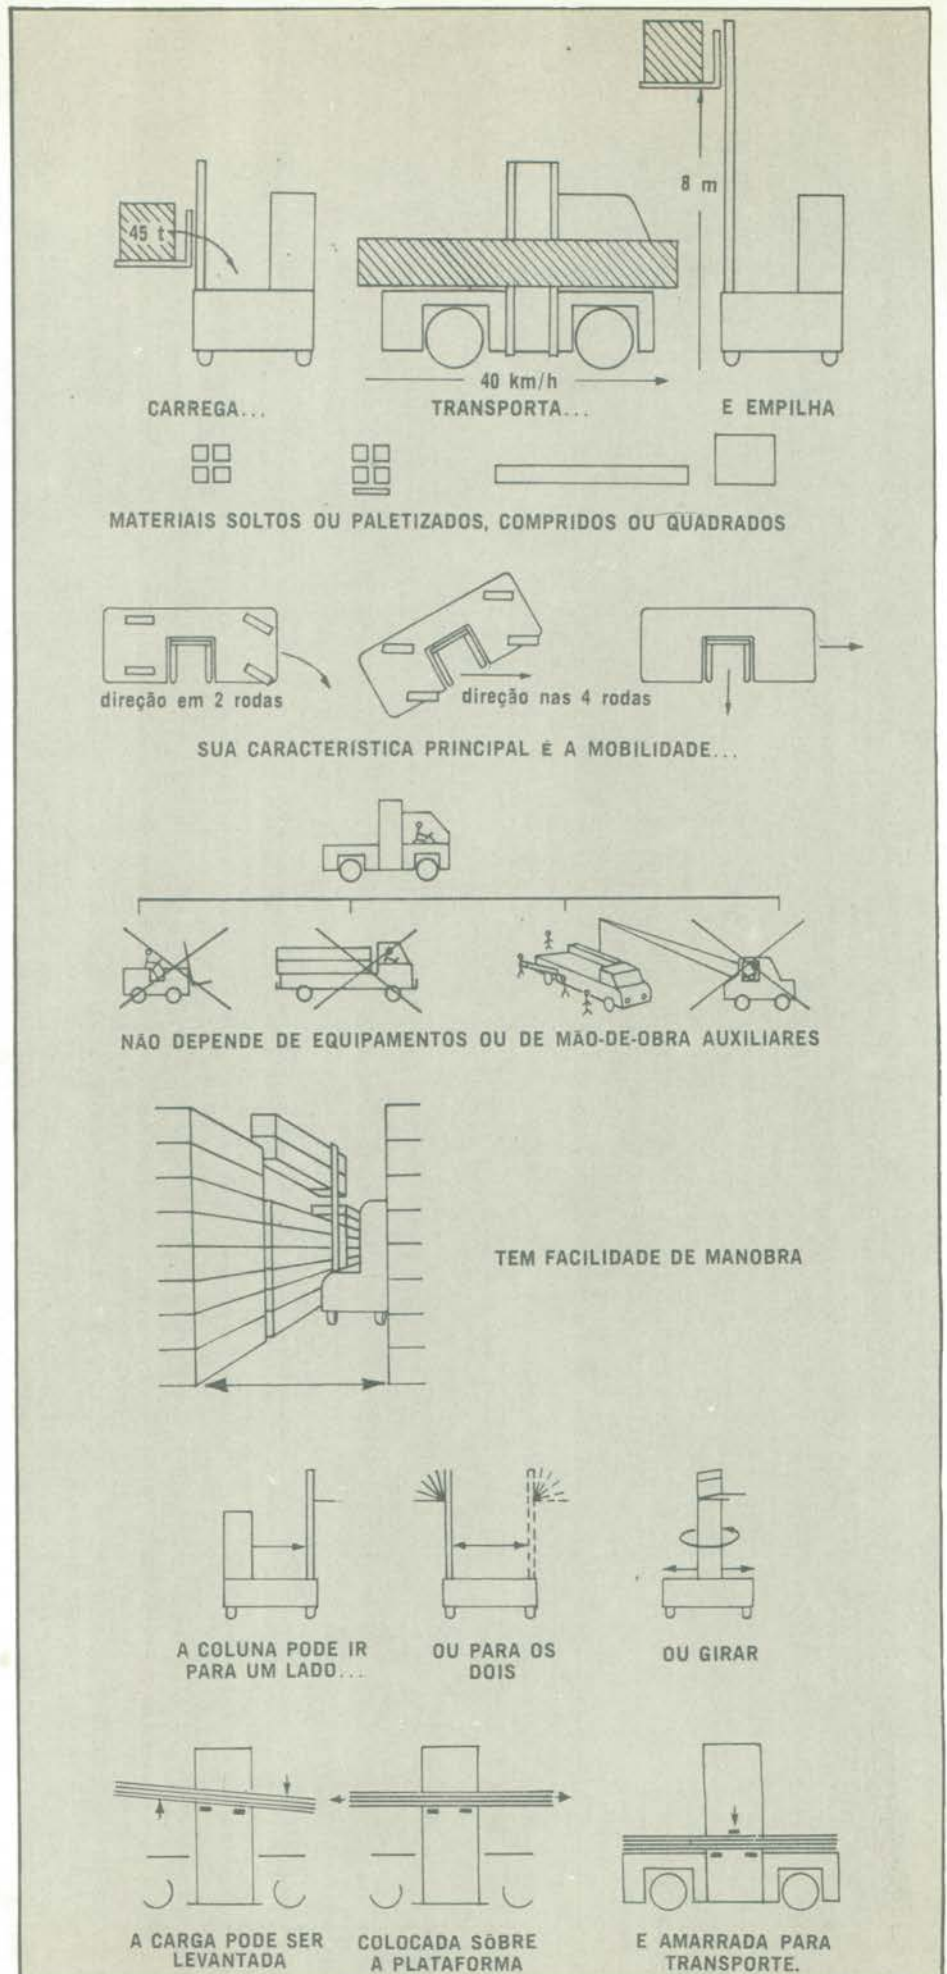 8 m
45 t
40 km/h
CARREGA...
TRANSPORTA...
E EMPILHA
MATERIAIS SOLTOS OU PALETIZADOS, COMPRIDOS OU QUADRADOS
direção em 2 rodas
direção nas 4 rodas
SUA CARACTERÍSTICA PRINCIPAL É A MOBILIDADE...
NÃO DEPENDE DE EQUIPAMENTOS OU DE MÃO-DE-OBRA AUXILIARES
TEM FACILIDADE DE MANOBRA
A COLUNA PODE IR
PARA UM LADO...
OU PARA OS
DOIS
OU GIRAR
A CARGA PODE SER
LEVANTADA
COLOCADA SÔBRE
A PLATAFORMA
E AMARRADA PARA
TRANSPORTE.